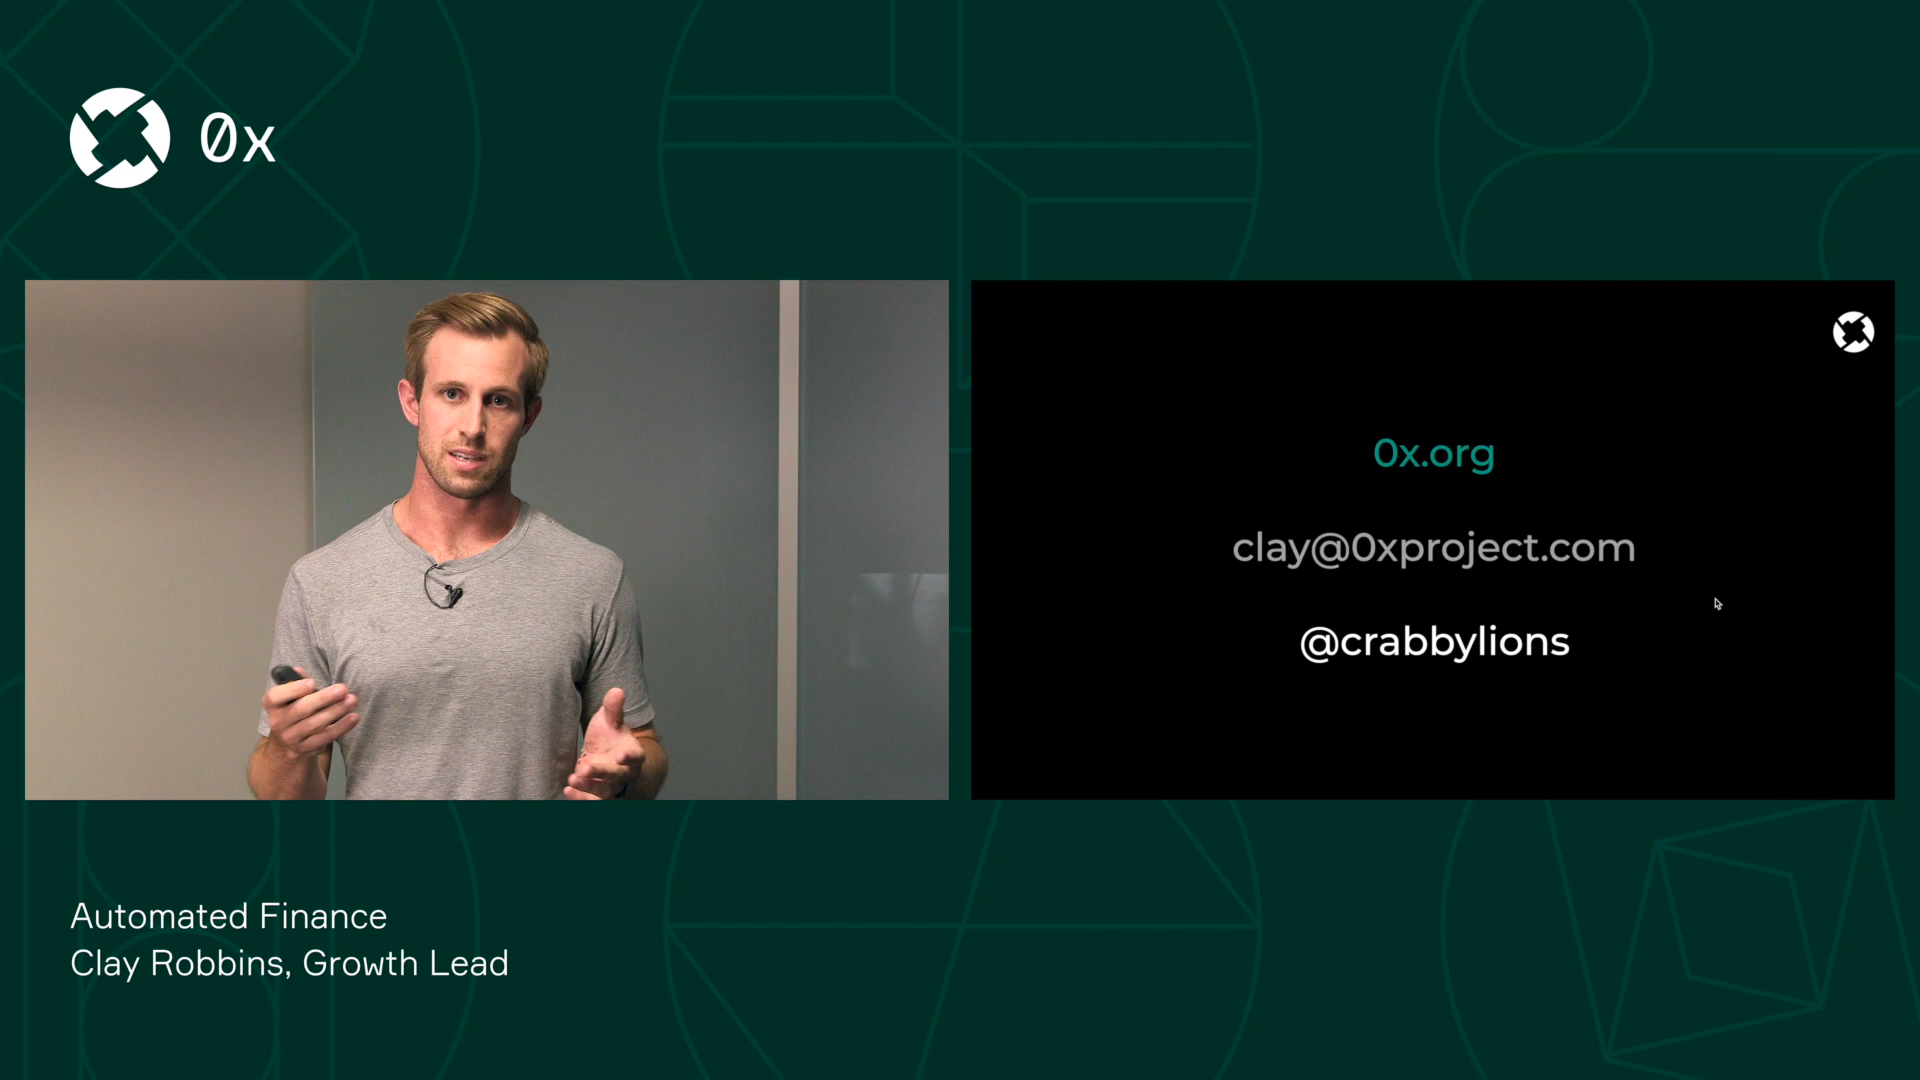 0x
0x.org
clay@0xproject.com
@crabbylions
Automated Finance
Clay Robbins, Growth Lead